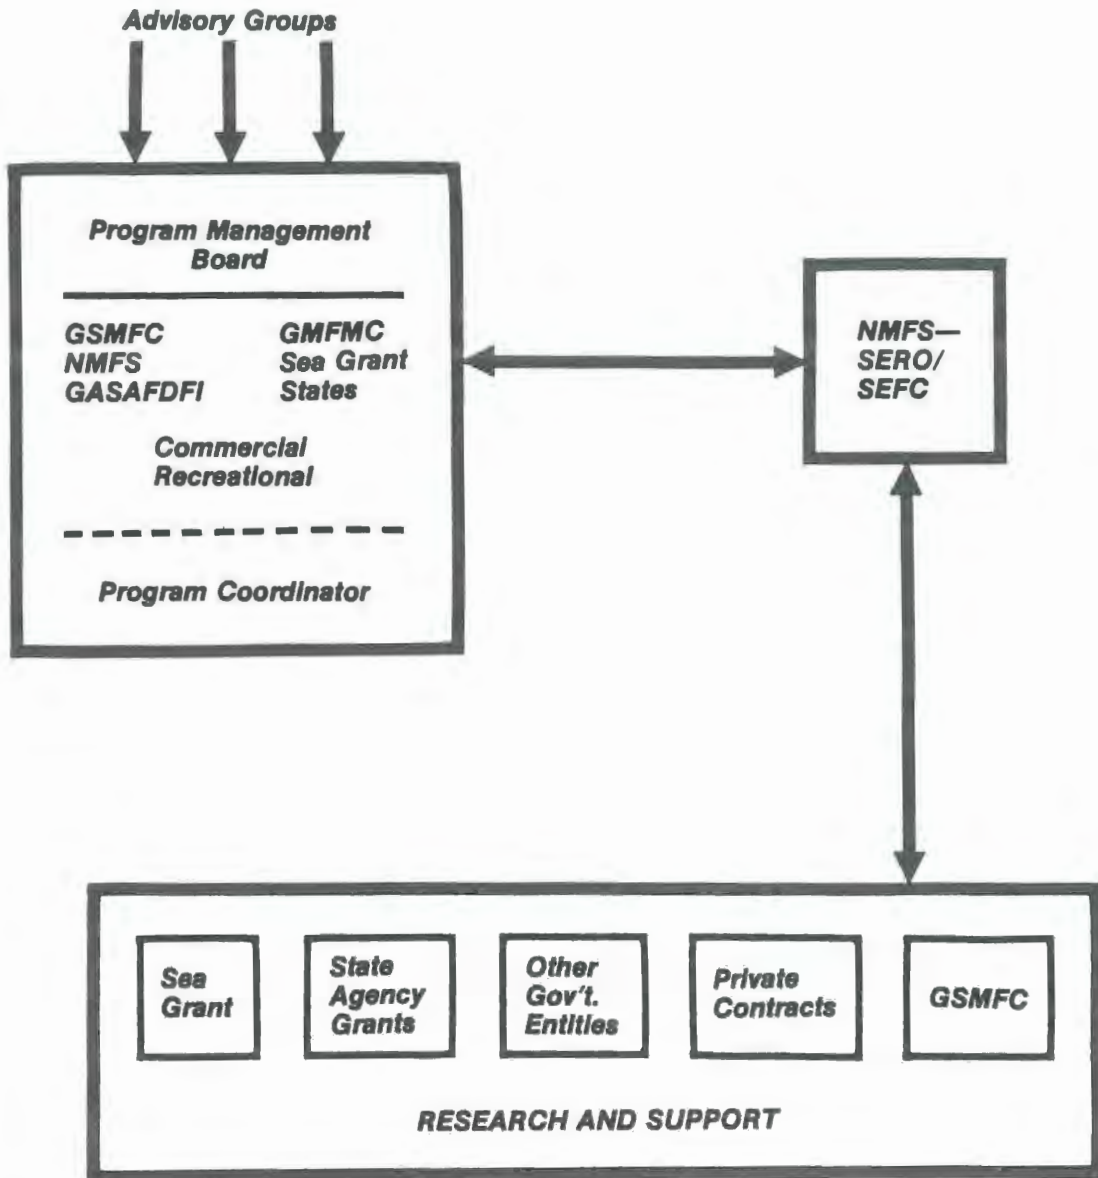 Advisory Groups
Program Management
Board
GSMFC
NMFS
GASAFDFI
GMFMC
Sea Grant
States
Commercial
Recreational
Program Coordinator
NMFS—
SERO/
SEFC
Sea
Grant
State
Agency
Grants
Other
Gov't.
Entities
Private
Contracts
GSMFC
RESEARCH AND SUPPORT